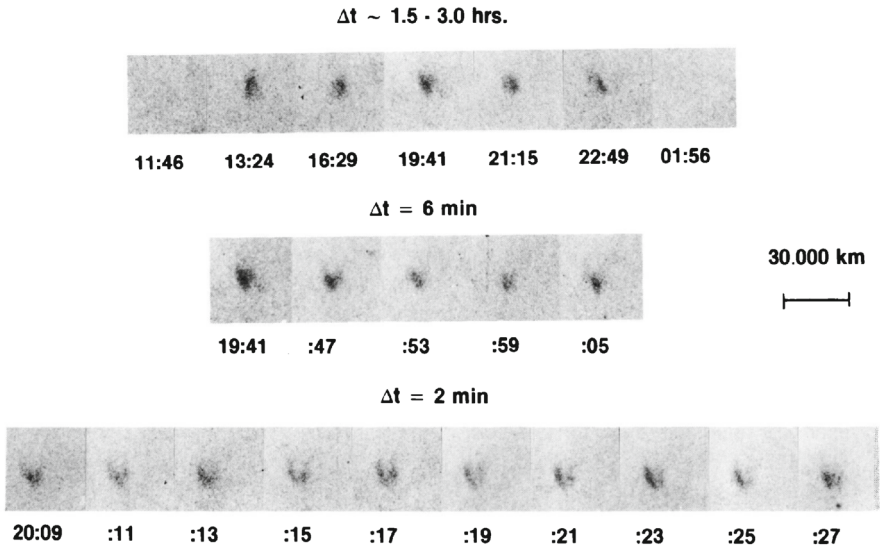 Δt ~ 1.5 - 3.0 hrs.
11:46 13:24 16:29 19:41 21:15 22:49 01:56
Δt = 6 min
30.000 km
19:41 :47 :53 :59 :05
Δt = 2 min
20:09 :11 :13 :15 :17 :19 :21 :23 :25 :27